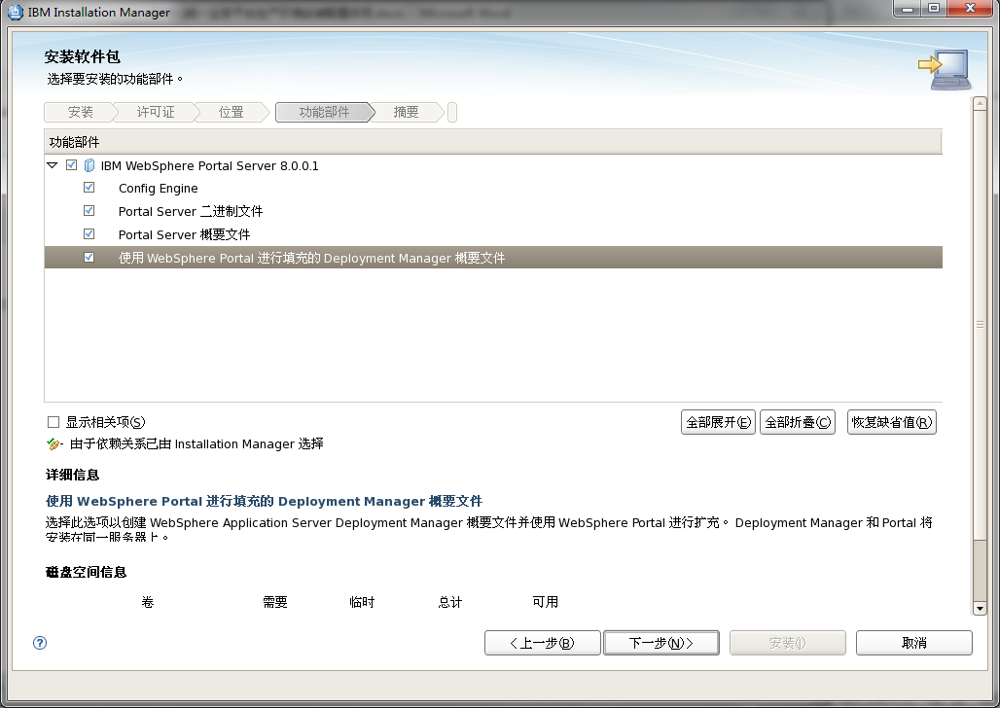 IBM Installation Manager
安装软件包
选择要安装的功能部件。
安装 许可证 位置 功能部件 摘要
功能部件
IBM WebSphere Portal Server 8.0.0.1
Config Engine
Portal Server 二进制文件
Portal Server 概要文件
使用 WebSphere Portal 进行填充的 Deployment Manager 概要文件
显示相关项(S)
全部展开(E) 全部折叠(C) 恢复缺省值(R)
- 由于依赖关系已由 Installation Manager 选择
详细信息
使用 WebSphere Portal 进行填充的 Deployment Manager 概要文件
选择此选项以创建 WebSphere Application Server Deployment Manager 概要文件并使用 WebSphere Portal 进行扩充。 Deployment Manager 和 Portal 将
安装在同一服务器上。
磁盘空间信息
卷 需要 临时 总计 可用
? <上一步(B) 下一步(N)> 安装(I) 取消